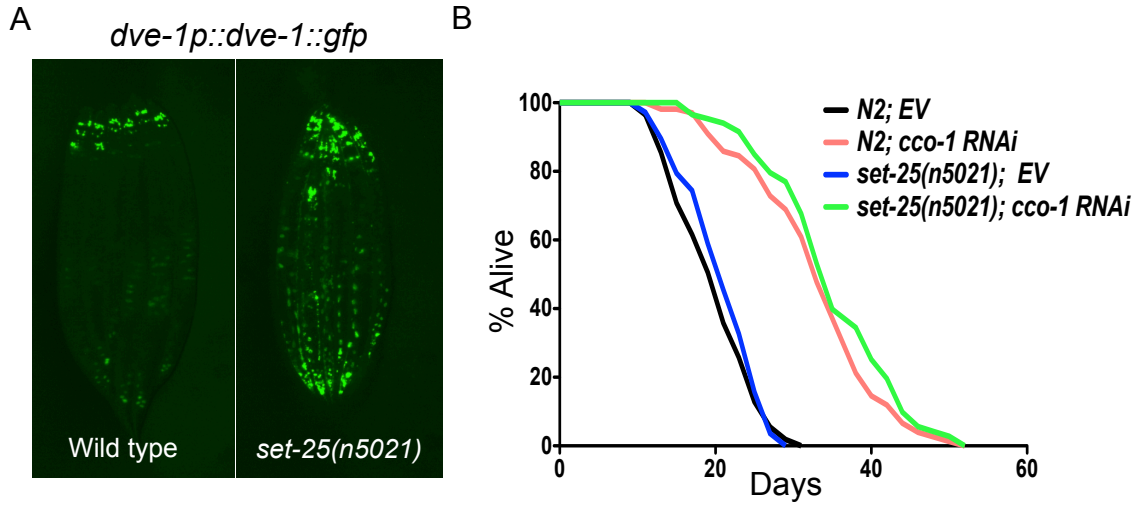 A
dve-1p::dve-1::gfp
Wild type
set-25(n5021)
B
% Alive
100
80
60
40
20
0
0
20
40
60
Days
N2; EV
N2; cco-1 RNAi
set-25(n5021); EV
set-25(n5021); cco-1 RNAi